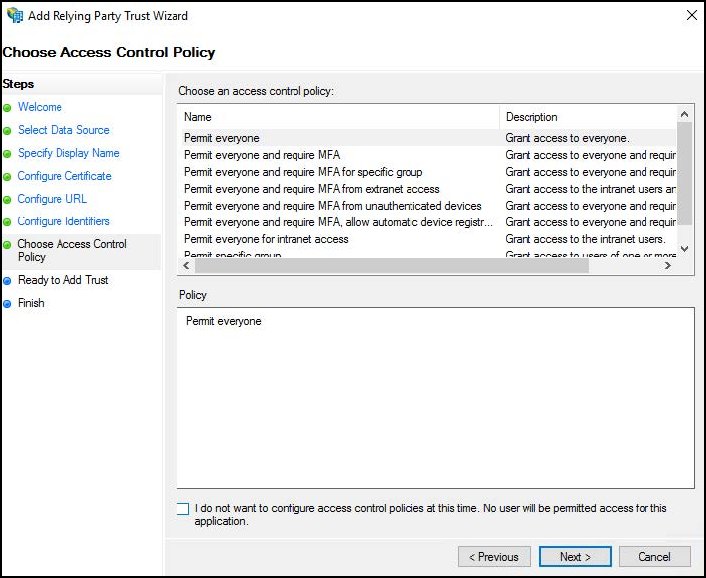 Add Relying Party Trust Wizard
Choose Access Control Policy
Steps
Welcome
Select Data Source
Specify Display Name
Configure Certificate
Configure URL
Configure Identifiers
Choose Access Control
Policy
Ready to Add Trust
Finish
Choose an access control policy:
Name Description
Permit everyone Grant access to everyone.
Permit everyone and require MFA Grant access to everyone and requir
Permit everyone and require MFA for specific group Grant access to everyone and requir
Permit everyone and require MFA from extranet access Grant access to the intranet users an
Permit everyone and require MFA from unauthenticated devices Grant access to everyone and requir
Permit everyone and require MFA, allow automatic device registr... Grant access to everyone and requir
Permit everyone for intranet access Grant access to the intranet users.
Permit specific group Grant access to users of one or more
Policy
Permit everyone
I do not want to configure access control policies at this time. No user will be permitted access for this
application.
< Previous Next > Cancel